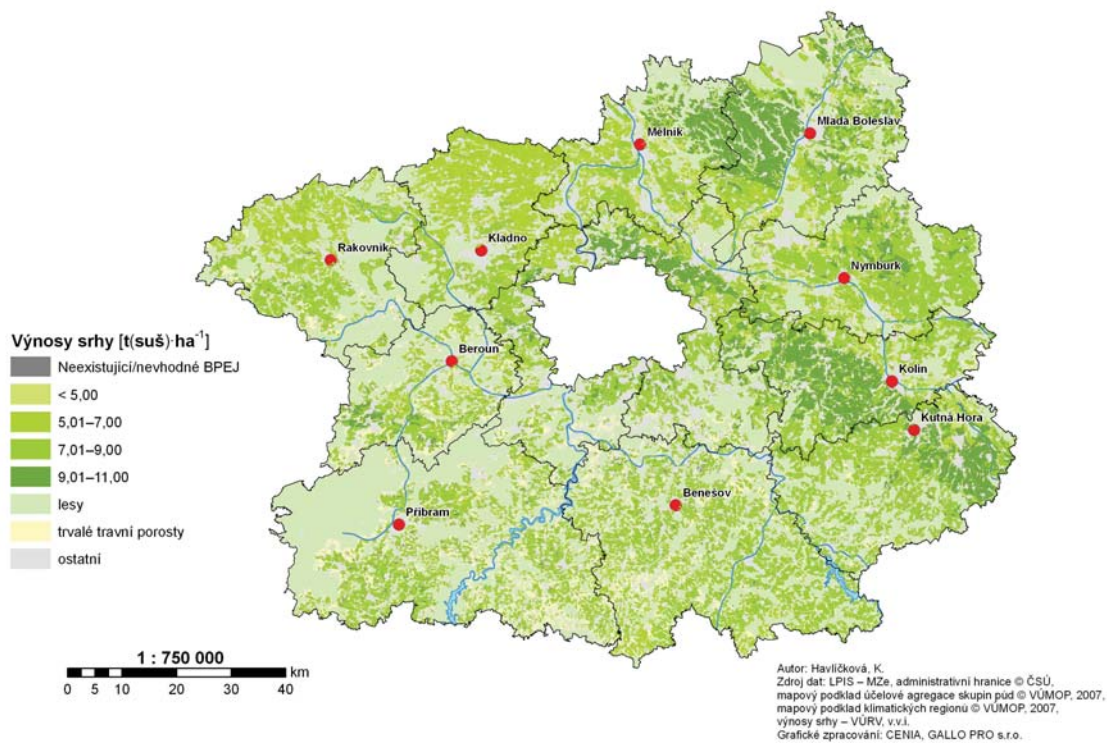 Mladá Boleslav
Mělník
Kladno
Rakovník
Nymburk
Beroun
Kolín
Kutná Hora
Benešov
Příbram
Výnosy srhy [t(suš)·ha⁻¹]
Neexistující/nevhodné BPEJ
< 5,00
5,01–7,00
7,01–9,00
9,01–11,00
lesy
trvalé travní porosty
ostatní
1 : 750 000
km
0 5 10 20 30 40
Autor: Havlíčková, K.
Zdroj dat: LPIS – MZe, administrativní hranice © ČSÚ,
mapový podklad účelové agregace skupin půd © VÚMOP, 2007,
mapový podklad klimatických regionů © VÚMOP, 2007,
výnosy srhy – VÚRV, v.v.i.
Grafické zpracování: CENIA, GALLO PRO s.r.o.